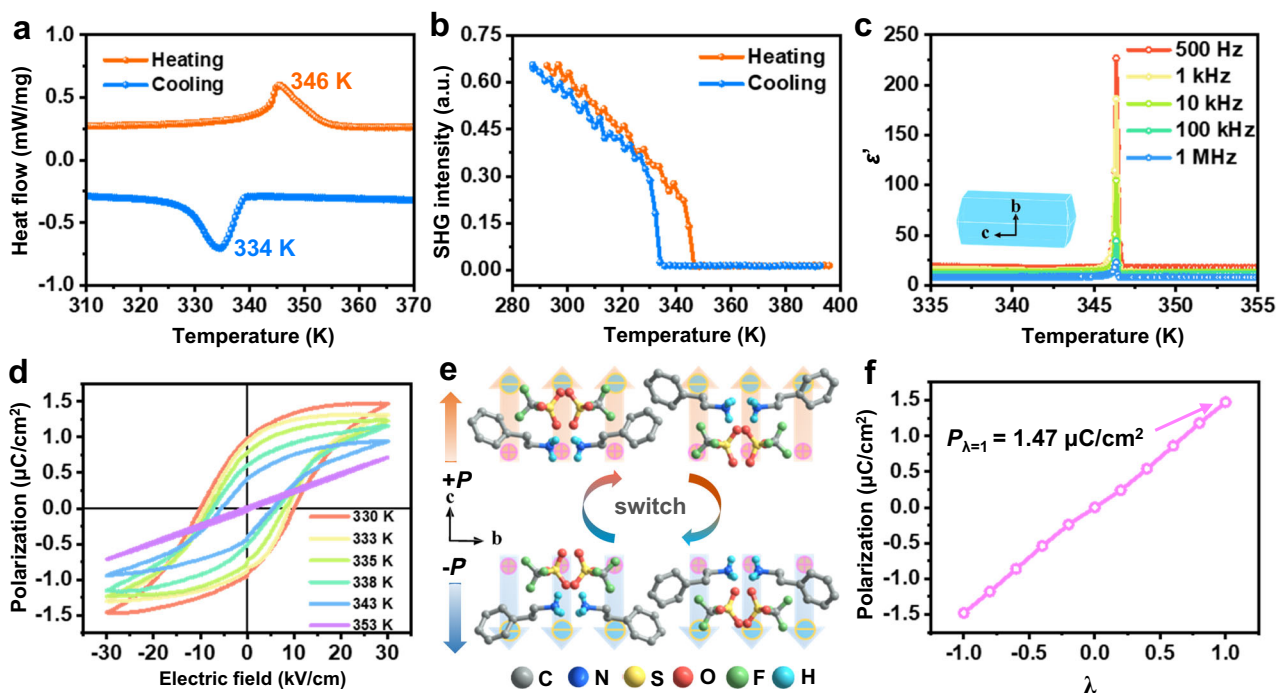 a
Heating
Cooling
346 K
334 K
Heat flow (mW/mg)
1.0
0.5
0.0
-0.5
-1.0
310 320 330 340 350 360 370
Temperature (K)
b
Heating
Cooling
SHG intensity (a.u.)
0.75
0.60
0.45
0.30
0.15
0.00
280 300 320 340 360 380 400
Temperature (K)
c
500 Hz
1 kHz
10 kHz
100 kHz
1 MHz
ε'
250
200
150
100
50
0
b
c
335 340 345 350 355
Temperature (K)
d
Polarization (μC/cm²)
1.5
1.0
0.5
0.0
-0.5
-1.0
-1.5
330 K
333 K
335 K
338 K
343 K
353 K
-30 -20 -10 0 10 20 30
Electric field (kV/cm)
e
+P
c
b
-P
switch
C N S O F H
f
Polarization (μC/cm²)
1.5
1.0
0.5
0.0
-0.5
-1.0
-1.5
Pλ=1 = 1.47 μC/cm²
-1.0 -0.5 0.0 0.5 1.0
λ